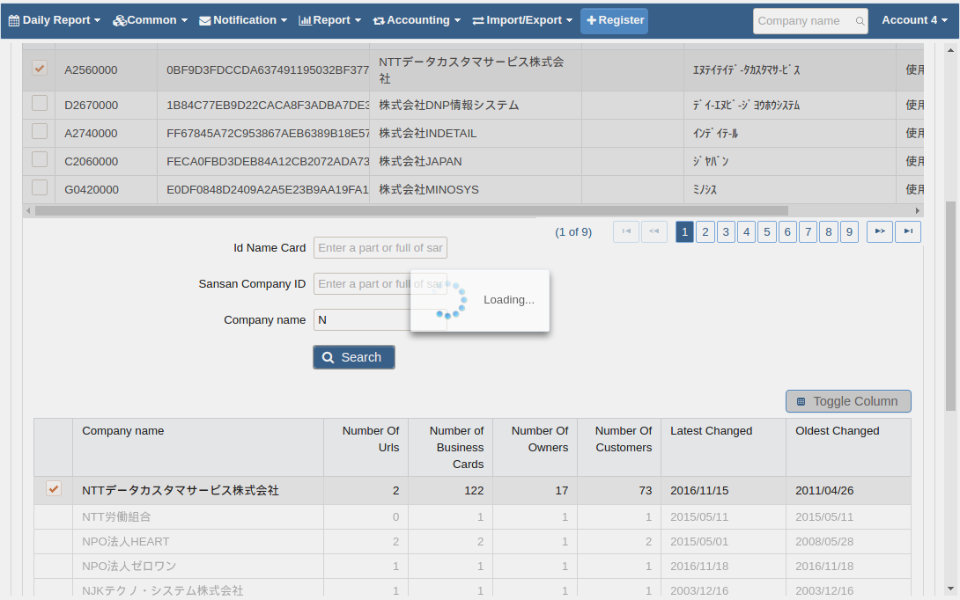 Daily Report Common Notification Report Accounting Import/Export Register Company name Account 4
A2560000 0BF9D3FDCCDA637491195032BF377 NTTデータカスタマサービス株式会社 ｴﾇﾃｨﾃｨﾃﾞｰﾀｶｽﾀﾏｻｰﾋﾞｽ 使用
D2670000 1B84C77EB9D22CACA8F3ADBA7DE3 株式会社DNP情報システム ﾃﾞｲｰｴﾇﾋﾟｰｼﾞﾖｳﾎｳｼｽﾃﾑ 使用
A2740000 FF67845A72C953867AEB6389B18E57 株式会社INDETAIL ｲﾝﾃﾞｲﾃｰﾙ 使用
C2060000 FECA0FBD3DEB84A12CB2072ADA73 株式会社JAPAN ｼﾞﾔﾊﾟﾝ 使用
G0420000 E0DF0848D2409A2A5E23B9AA19FA1 株式会社MINOSYS ﾐﾉｼｽ 使用
(1 of 9) 1 2 3 4 5 6 7 8 9
Id Name Card Enter a part or full of sar
Sansan Company ID Enter a part or full of sar
Loading...
Company name N
Search
Toggle Column
Company name Number Of Urls Number of Business Cards Number Of Owners Number Of Customers Latest Changed Oldest Changed
NTTデータカスタマサービス株式会社 2 122 17 73 2016/11/15 2011/04/26
NTT労働組合 0 1 1 1 2015/05/11 2015/05/11
NPO法人HEART 2 2 1 2 2015/05/01 2008/05/28
NPO法人ゼロワン 1 1 1 1 2016/11/18 2016/11/18
NJKテクノ・システム株式会社 1 1 1 1 2003/12/16 2003/12/16